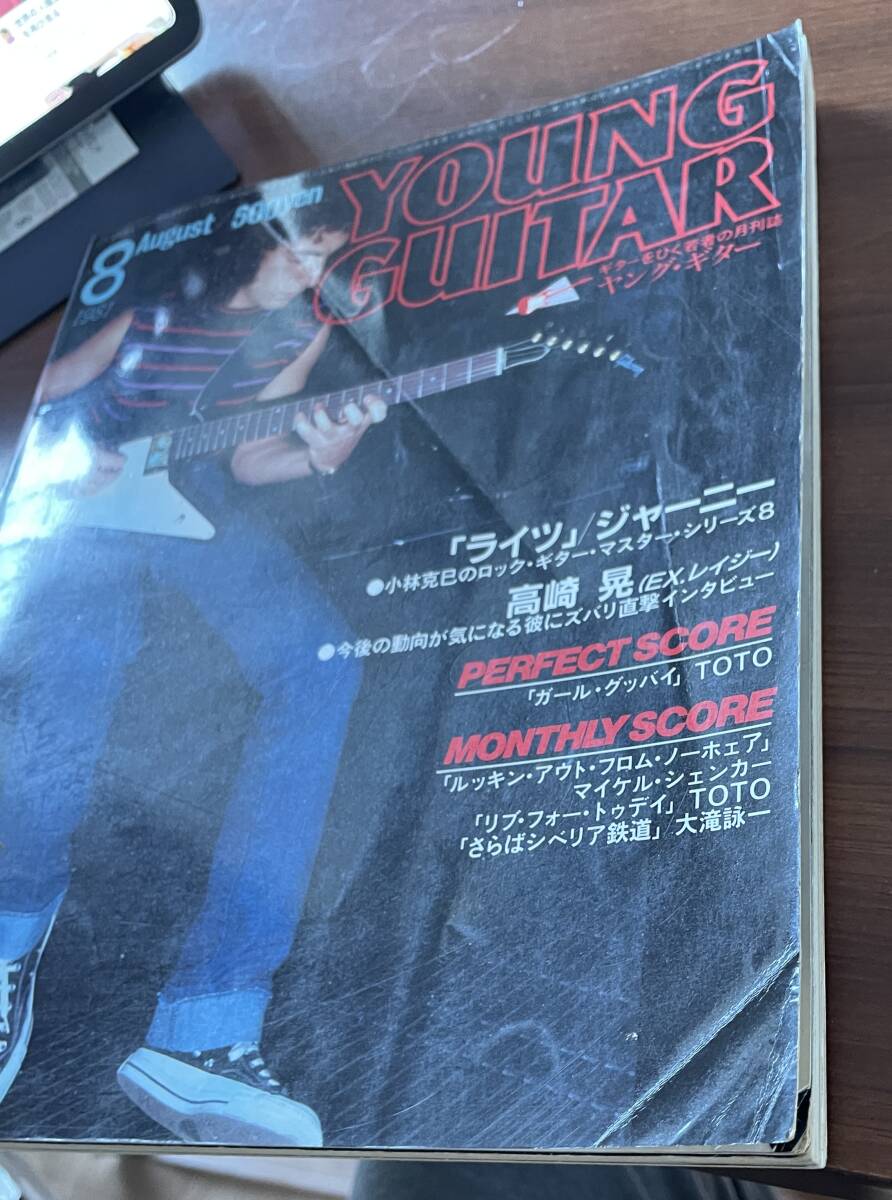 YOUNG
GUITAR
8 August 500yen
1981
ギターをひく若者の月刊誌
ヤング・ギター
Gibson
「ライツ」/ジャーニー
●小林克巳のロック・ギター・マスター・シリーズ8
高崎 晃(EX.レイジー)
●今後の動向が気になる彼にズバリ直撃インタビュー
PERFECT SCORE
「ガール・グッバイ」TOTO
MONTHLY SCORE
「ルッキン・アウト・フロム・ノーホェア」
マイケル・シェンカー
「リブ・フォー・トゥデイ」TOTO
「さらばシベリア鉄道」大滝詠一